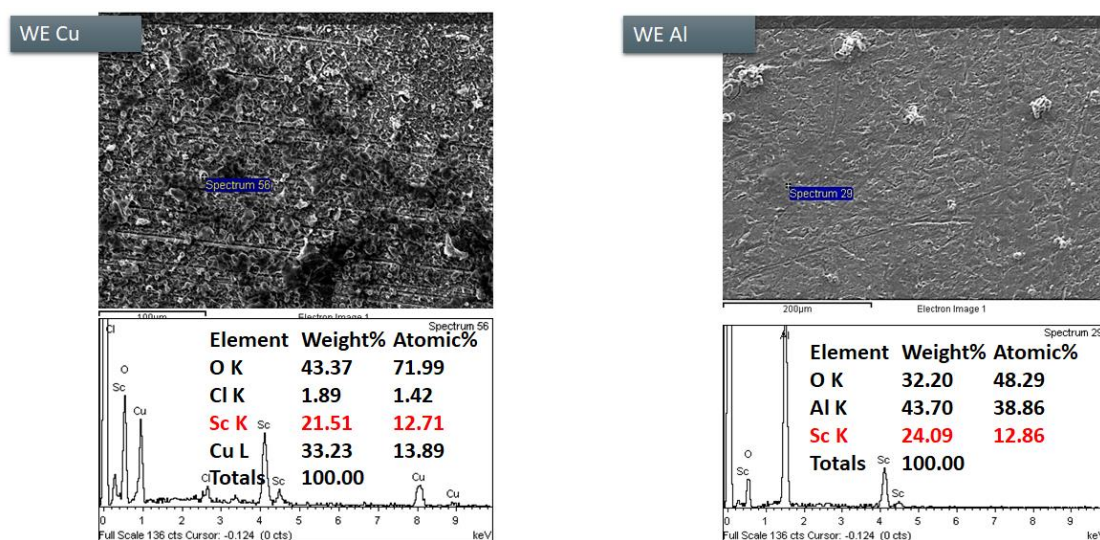 WE Cu
Spectrum 56
100µm
Electron Image 1
Spectrum 56
Element Weight% Atomic%
O K 43.37 71.99
Cl K 1.89 1.42
Sc K 21.51 12.71
Cu L 33.23 13.89
Totals 100.00
Cl
O
Sc
Cu
Cl
Sc
Sc
Cu
Cu
0 1 2 3 4 5 6 7 8 9
Full Scale 136 cts Cursor: -0.124 (0 cts)
keV
WE Al
Spectrum 29
200µm
Electron Image 1
Spectrum 29
Element Weight% Atomic%
O K 32.20 48.29
Al K 43.70 38.86
Sc K 24.09 12.86
Totals 100.00
Al
O
Sc
Sc
Sc
0 1 2 3 4 5 6 7 8 9
Full Scale 136 cts Cursor: -0.124 (0 cts)
keV